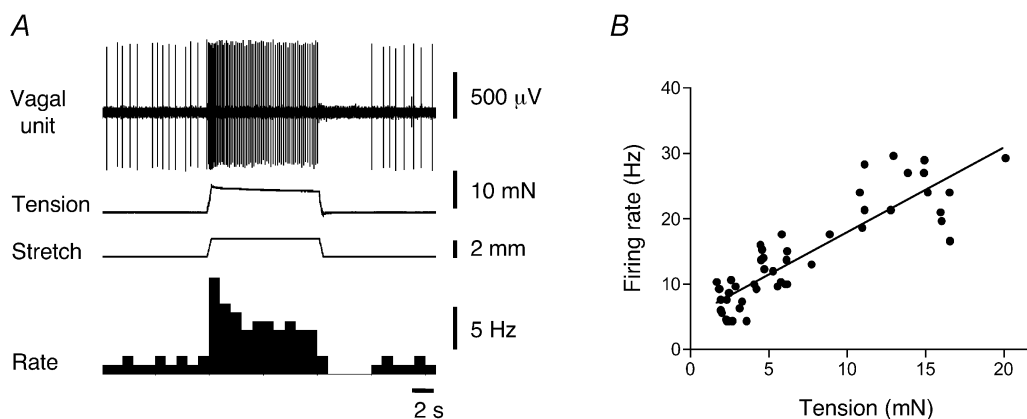 A
Vagal
unit
500 μV
10 mN
Tension
Stretch
2 mm
5 Hz
Rate
2 s
B
Firing rate (Hz)
40
30
20
10
0
0
5
10
15
20
Tension (mN)